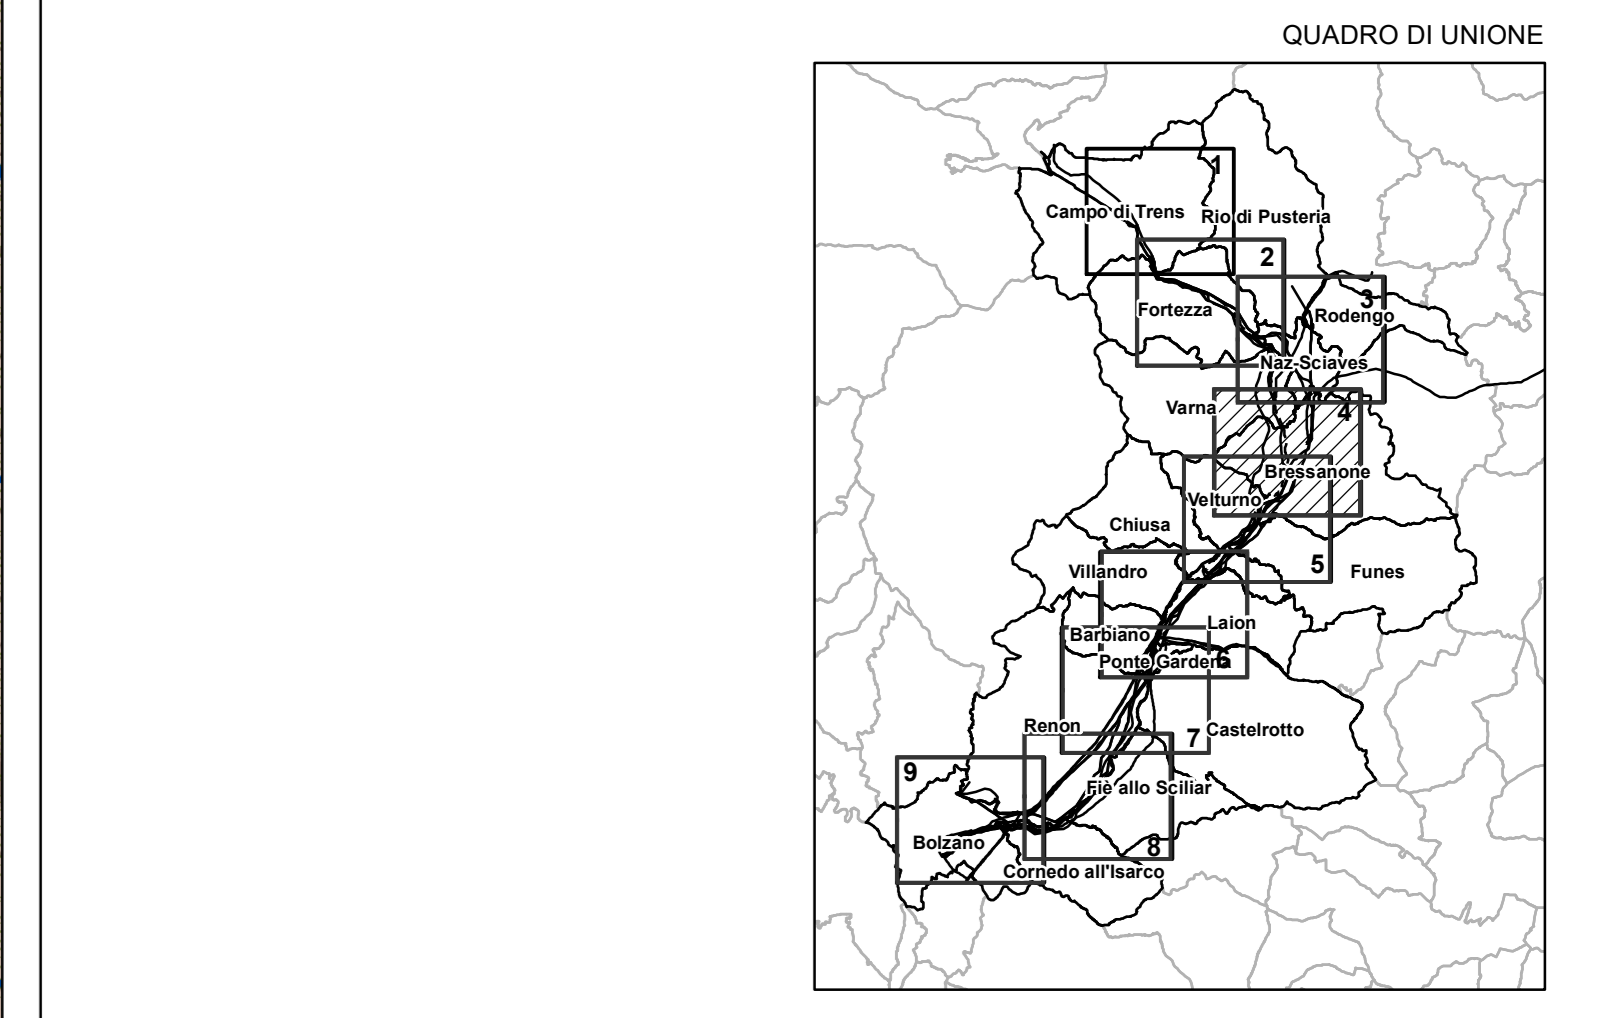 QUADRO DI UNIONE
1
Campo di Trens
Rio di Pusteria
2
3
Fortezza
Rodengo
Naz-Sciaves
Varna
4
Bressanone
Velturno
Chiusa
5
Villandro
Funes
Laion
Barbiano
6
Ponte Gardena
Renon
7
Castelrotto
9
Fiè allo Sciliar
Bolzano
8
Cornedo all'Isarco